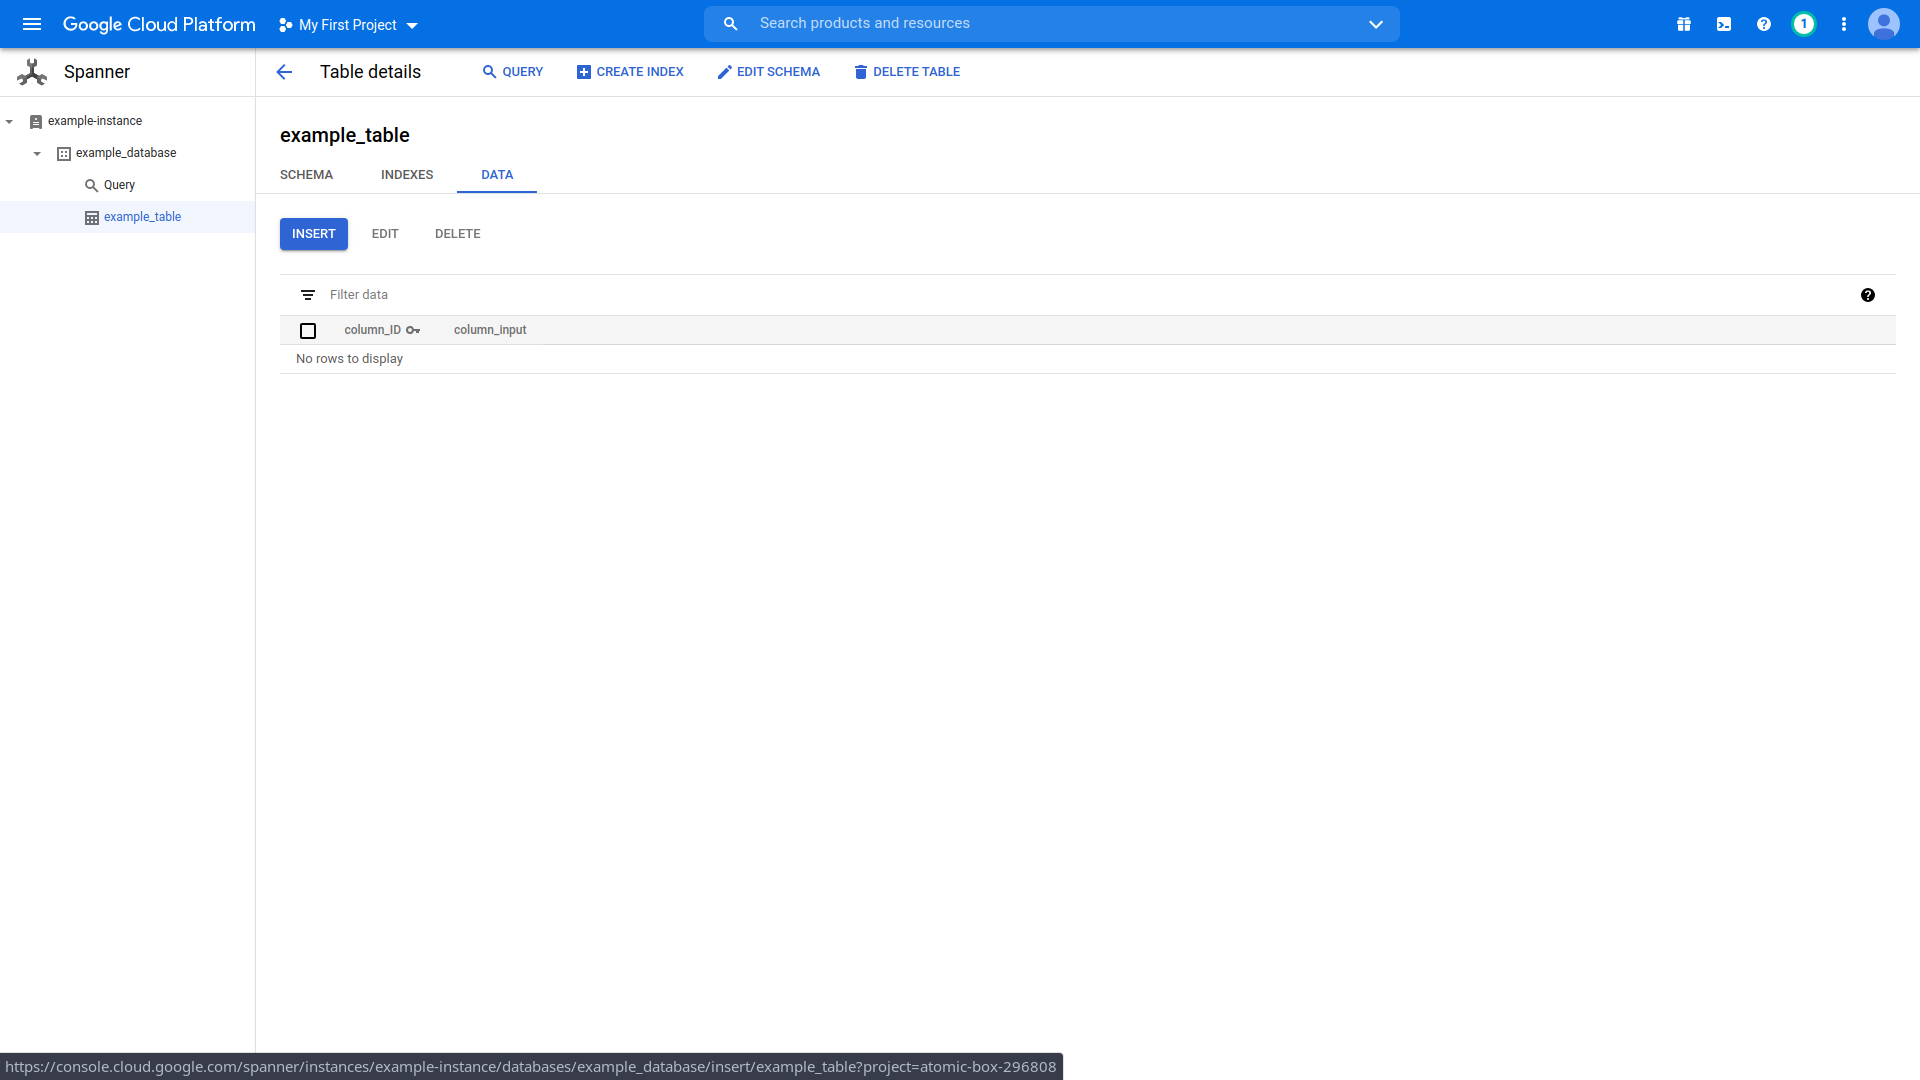 Google Cloud Platform
My First Project
Search products and resources
1
Spanner
Table details
QUERY
CREATE INDEX
EDIT SCHEMA
DELETE TABLE
example-instance
example_database
Query
example_table
example_table
SCHEMA
INDEXES
DATA
INSERT
EDIT
DELETE
Filter data
column_ID
column_input
No rows to display
https://console.cloud.google.com/spanner/instances/example-instance/databases/example_database/insert/example_table?project=atomic-box-296808